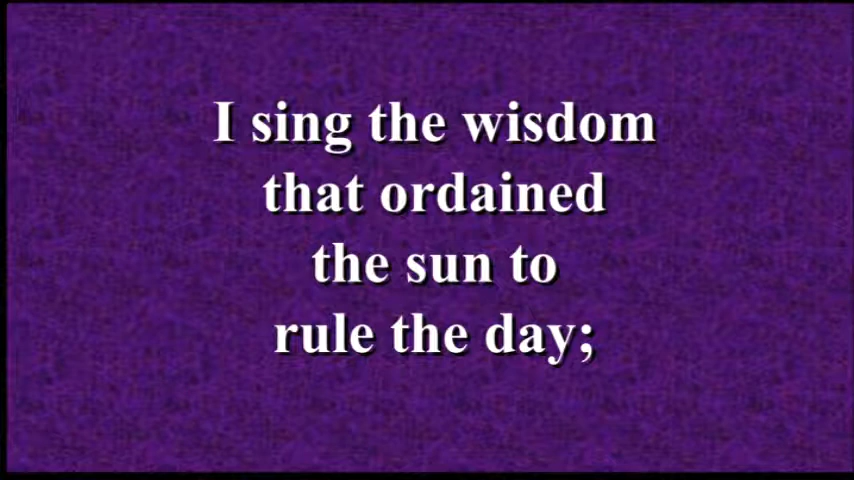 I sing the wisdom
that ordained
the sun to
rule the day;